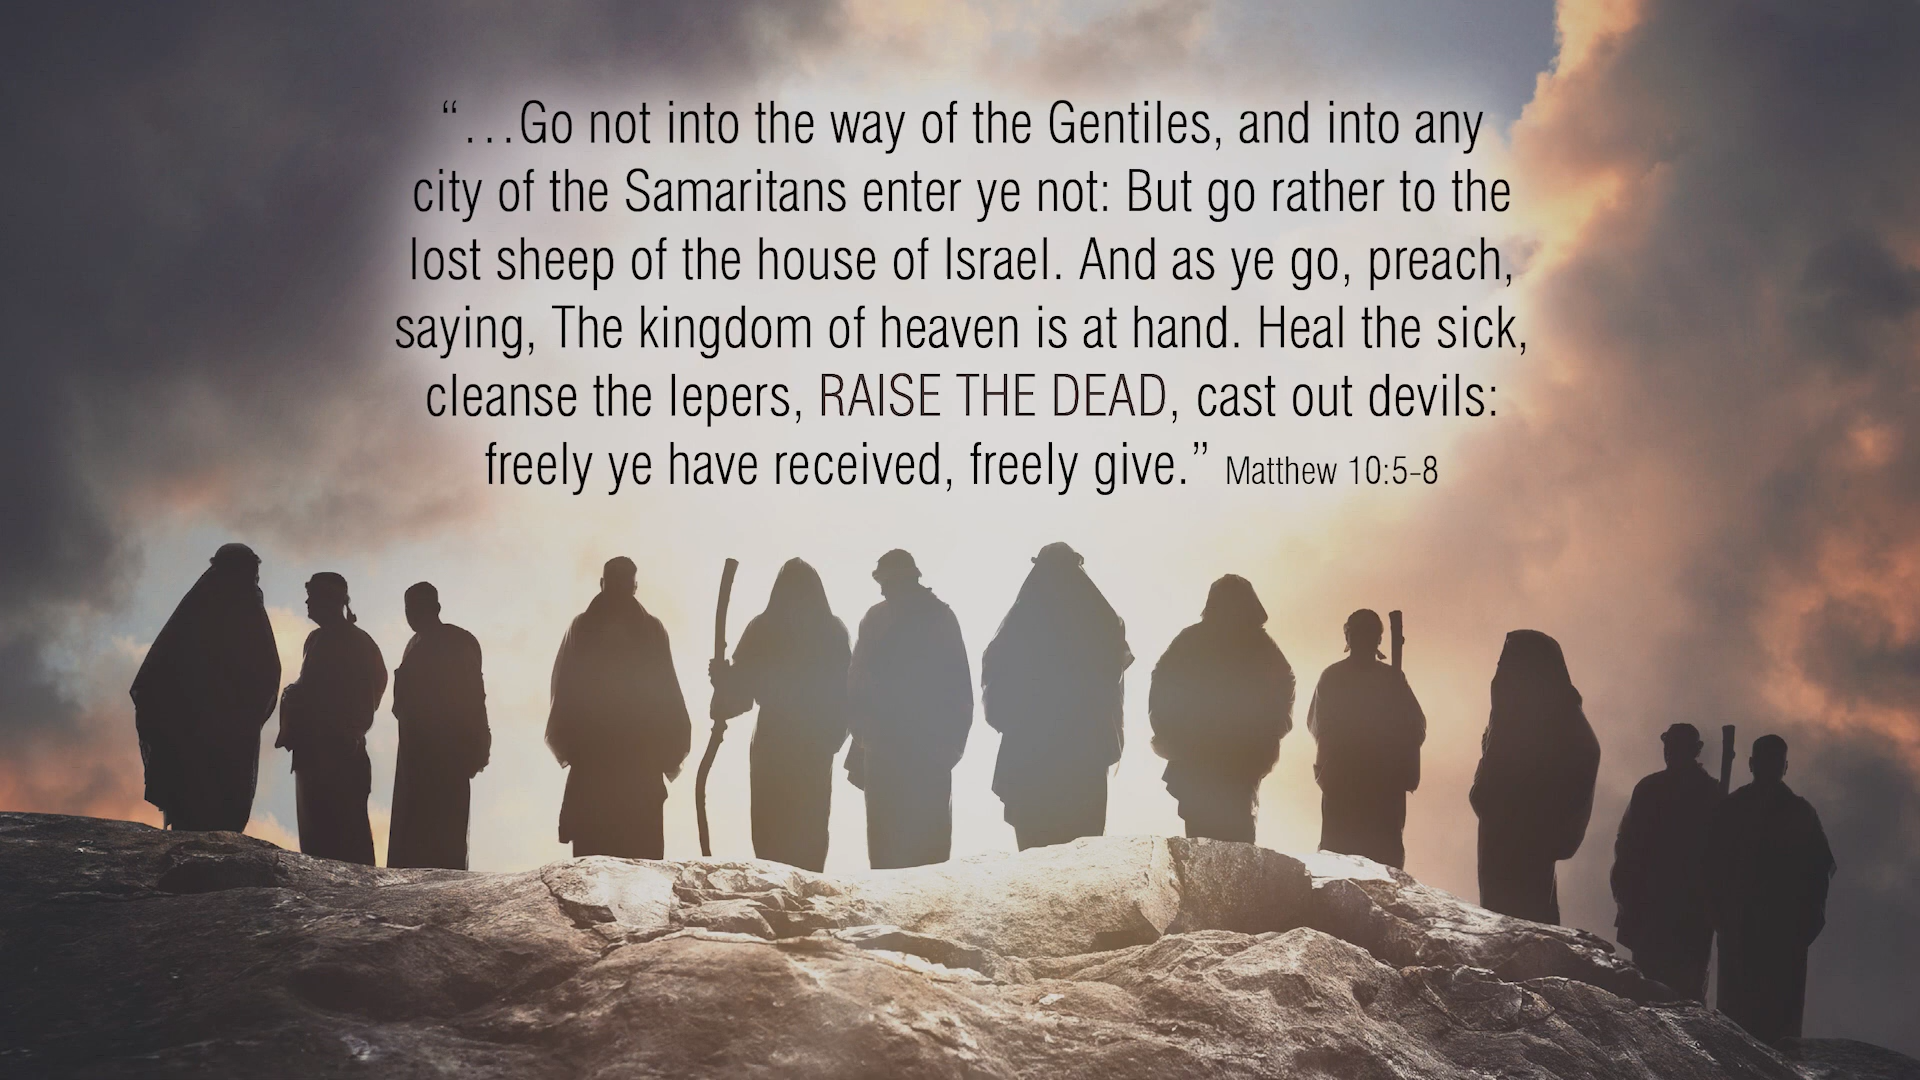 “…Go not into the way of the Gentiles, and into any
city of the Samaritans enter ye not: But go rather to the
lost sheep of the house of Israel. And as ye go, preach,
saying, The kingdom of heaven is at hand. Heal the sick,
cleanse the lepers, RAISE THE DEAD, cast out devils:
freely ye have received, freely give.” Matthew 10:5-8